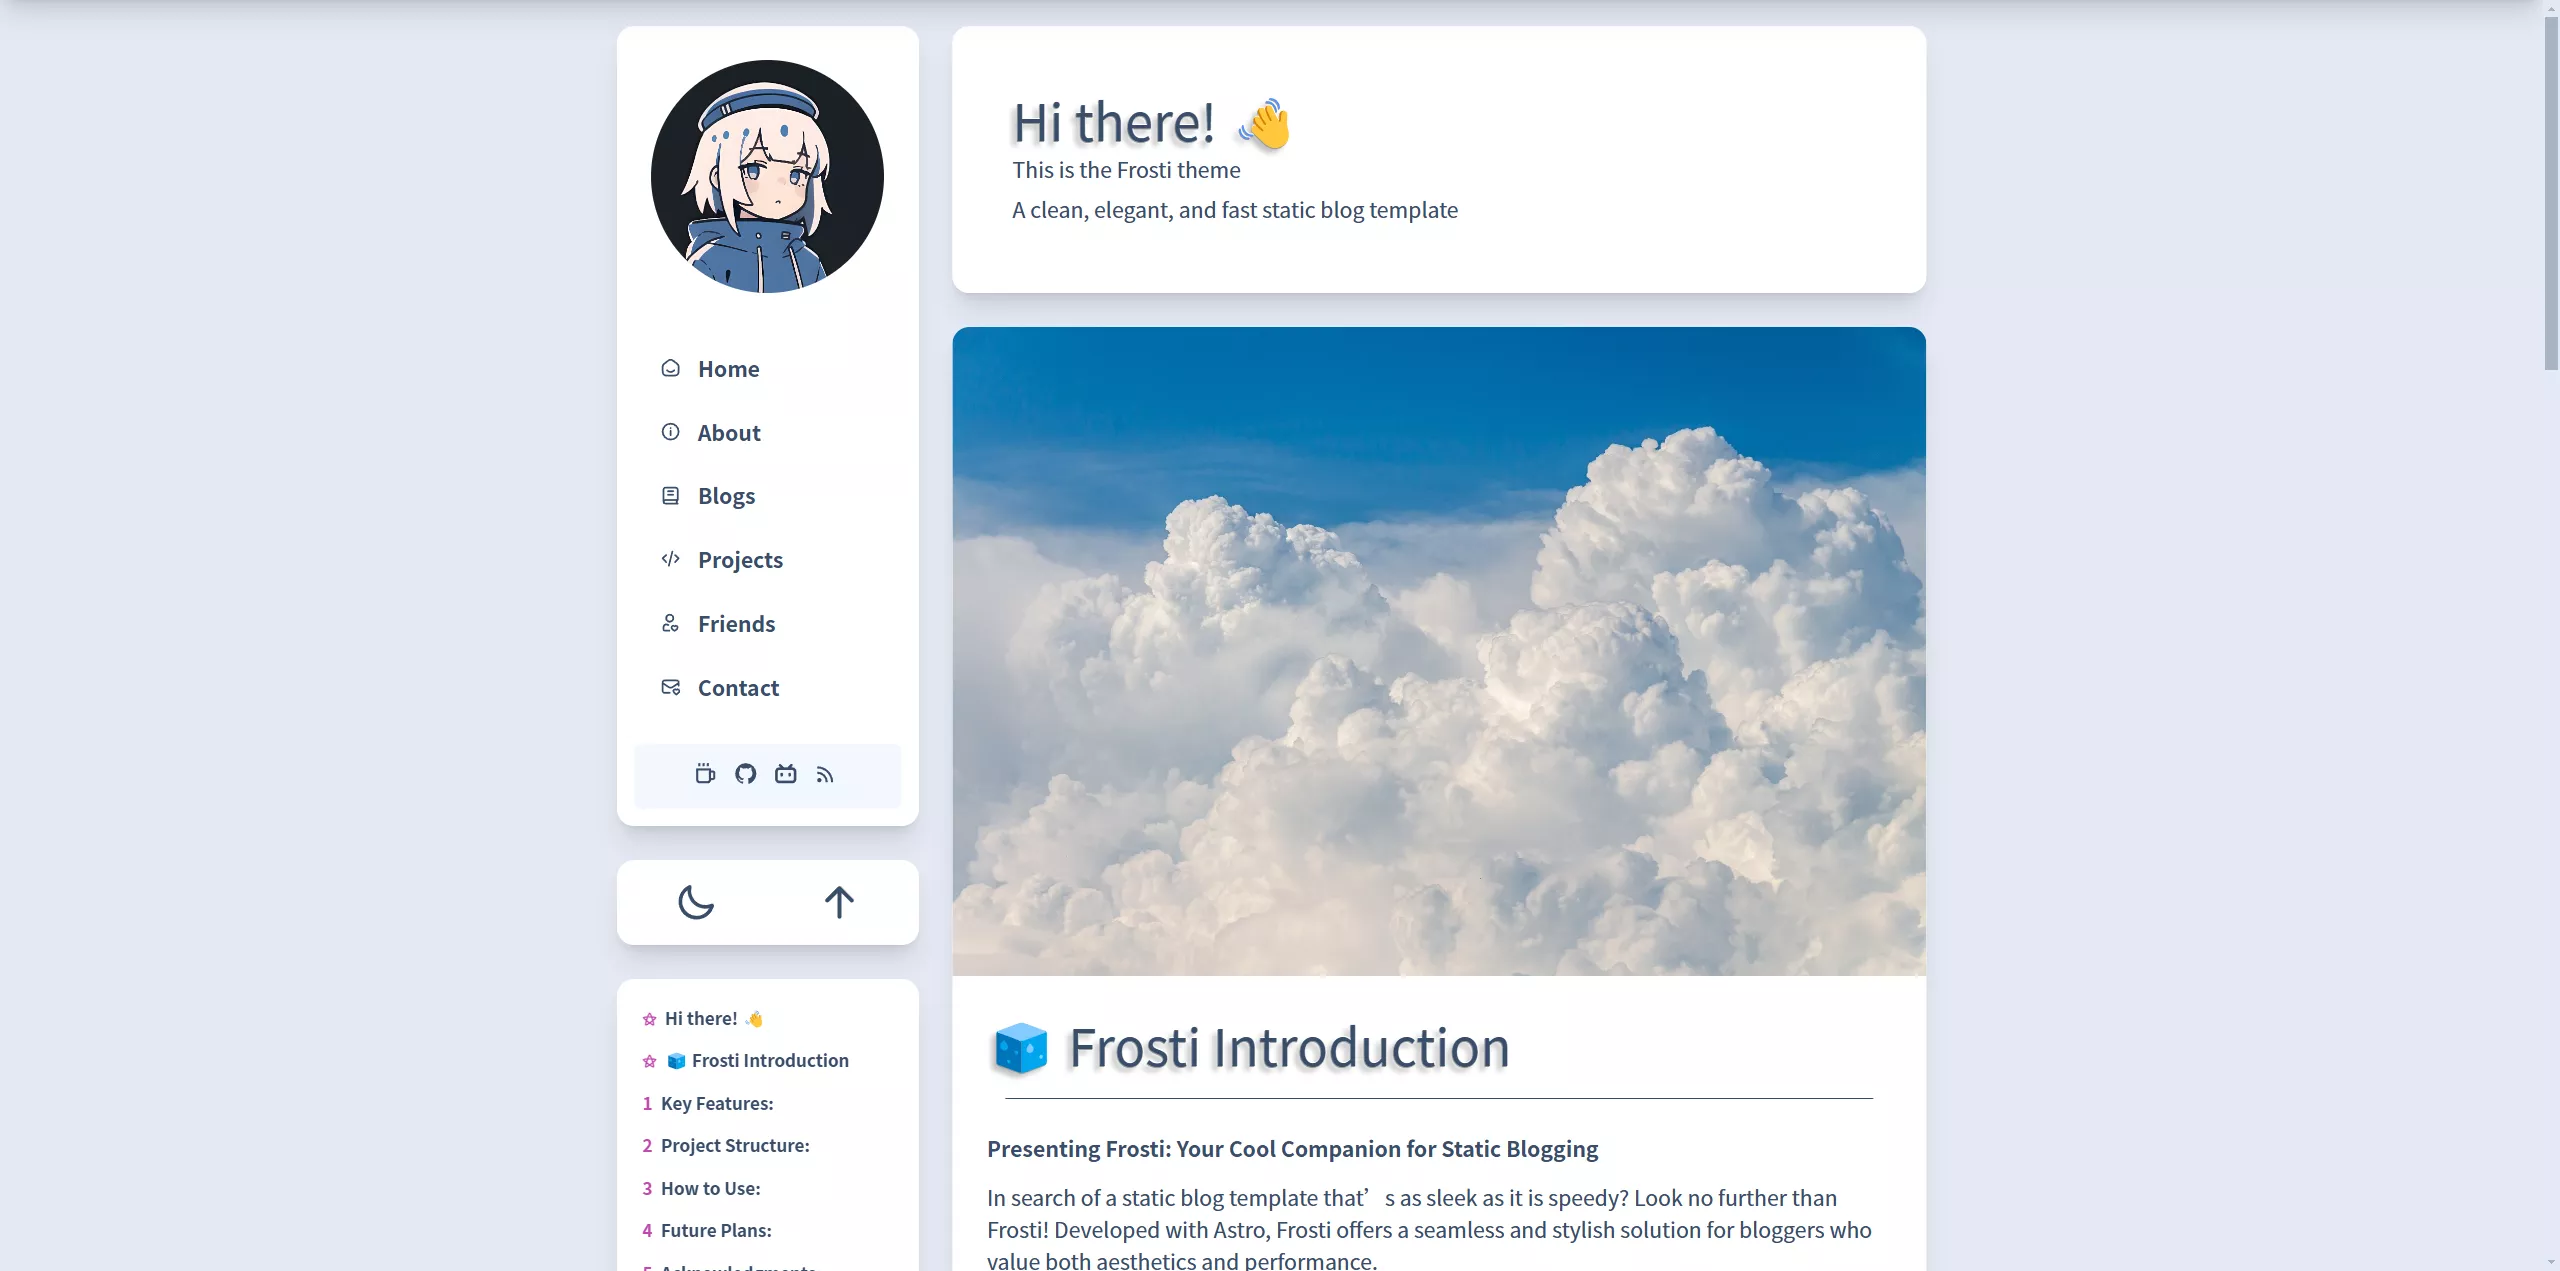 Home
About
Blogs
Projects
Friends
Contact
Hi there! 👋
🧊 Frosti Introduction
1 Key Features:
2 Project Structure:
3 How to Use:
4 Future Plans:
Hi there! 👋
This is the Frosti theme
A clean, elegant, and fast static blog template
🧊 Frosti Introduction
Presenting Frosti: Your Cool Companion for Static Blogging
In search of a static blog template that’s as sleek as it is speedy? Look no further than
Frosti! Developed with Astro, Frosti offers a seamless and stylish solution for bloggers who
value both aesthetics and performance.